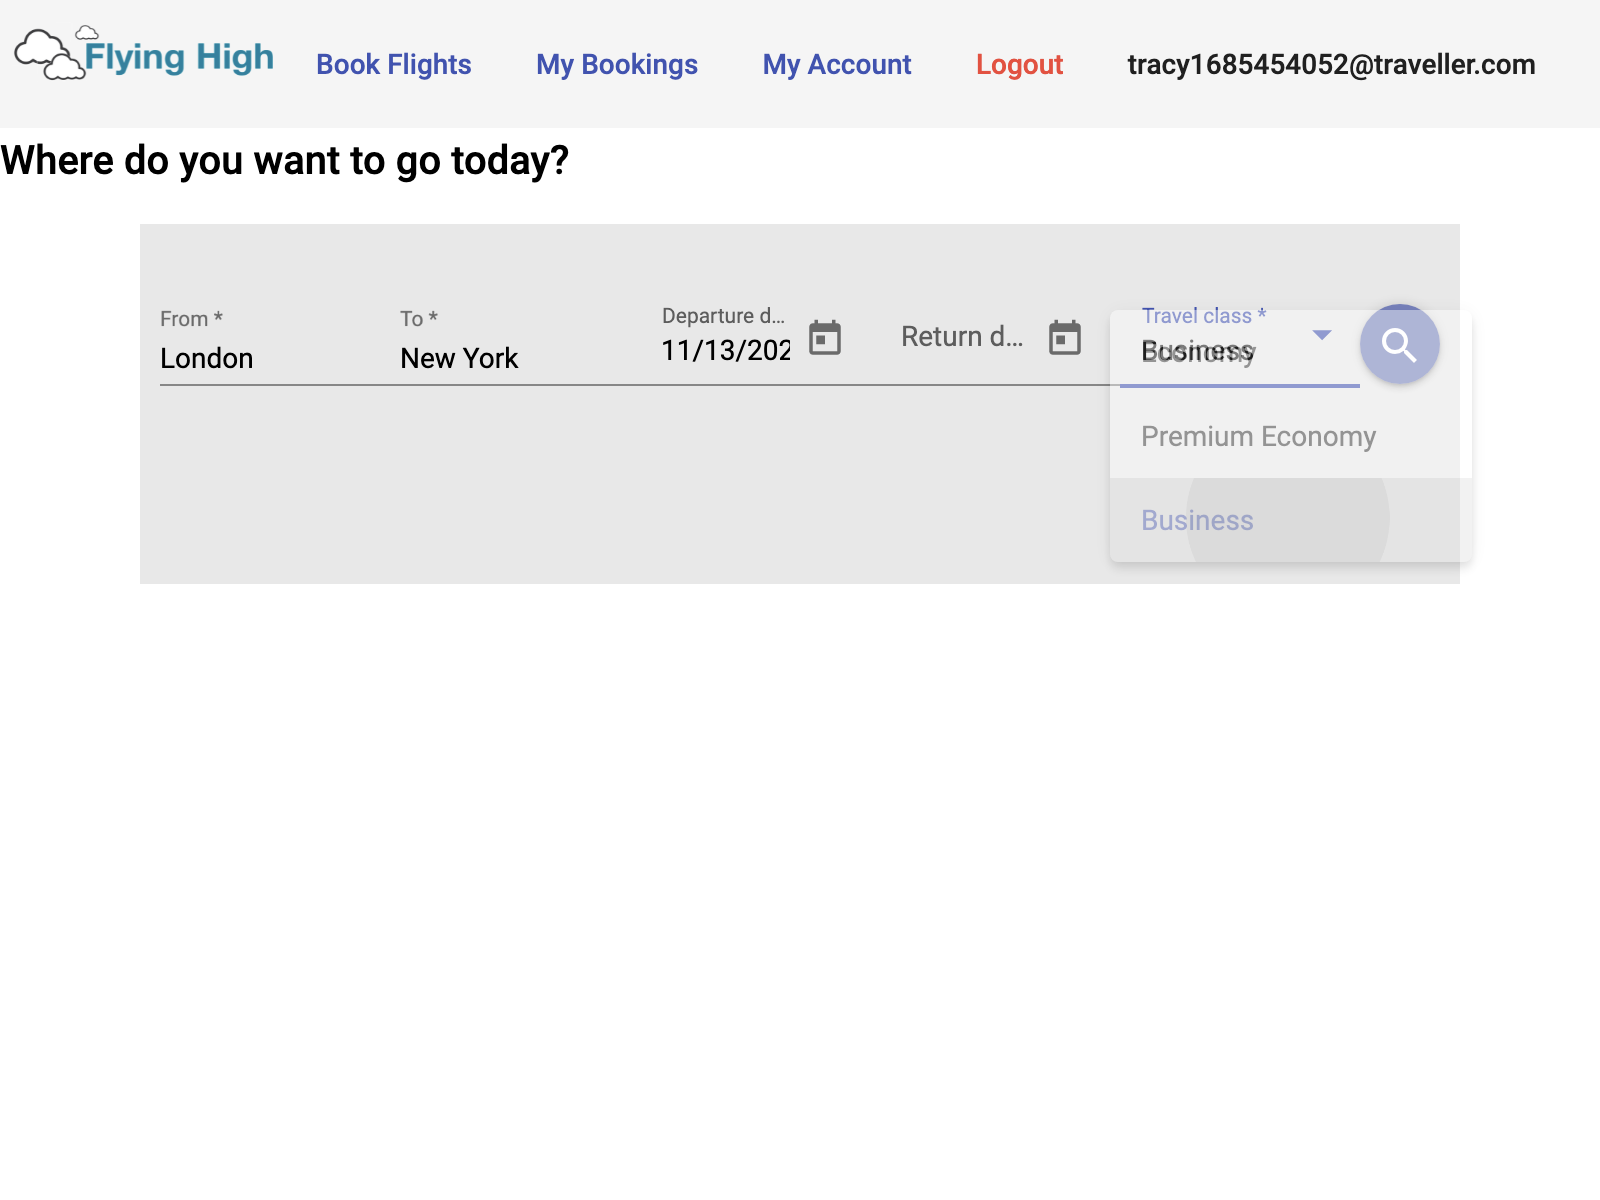 Flying High
Book Flights
My Bookings
My Account
Logout
tracy1685454052@traveller.com
Where do you want to go today?
From *
London
To *
New York
Departure d...
11/13/202
Return d...
Travel class *
Business
Economy
Premium Economy
Business